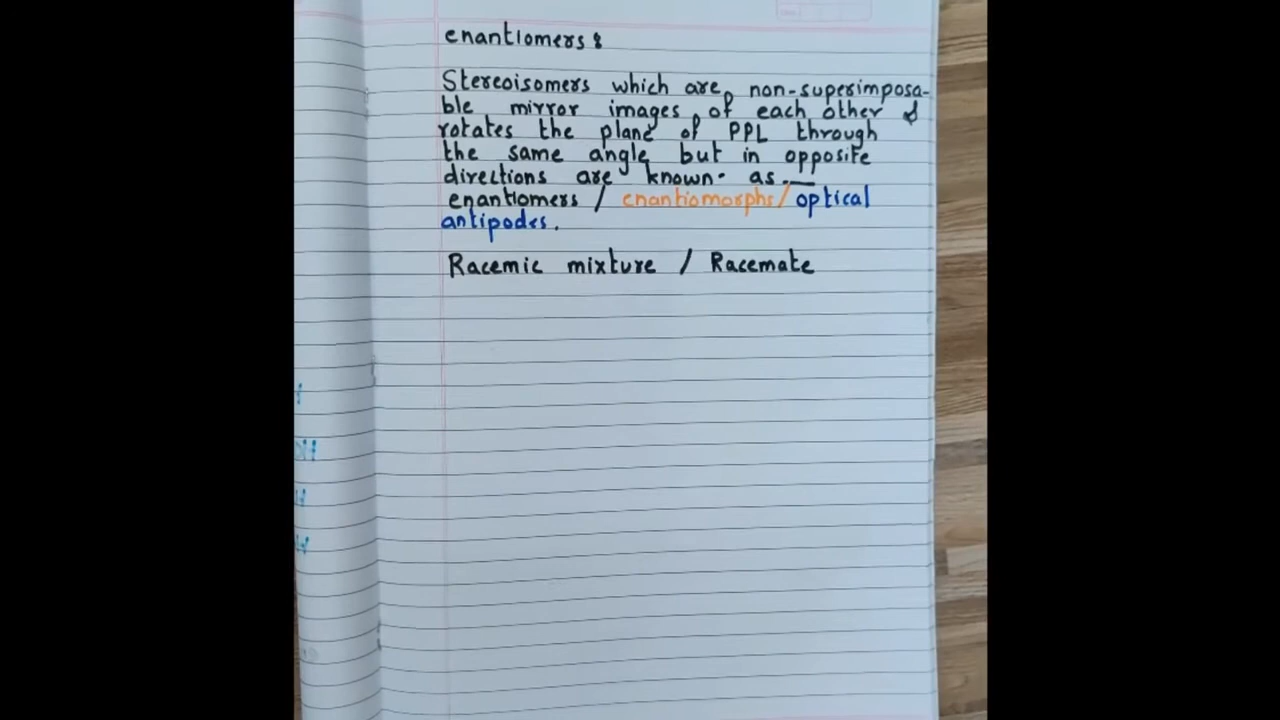 enantiomers :
Stereoisomers which are non-superimposa-
ble mirror images of each other &
rotates the plane of PPL through
the same angle but in opposite
directions are known as __
enantiomers / enantiomorphs/ optical
antipodes.
Racemic mixture / Racemate